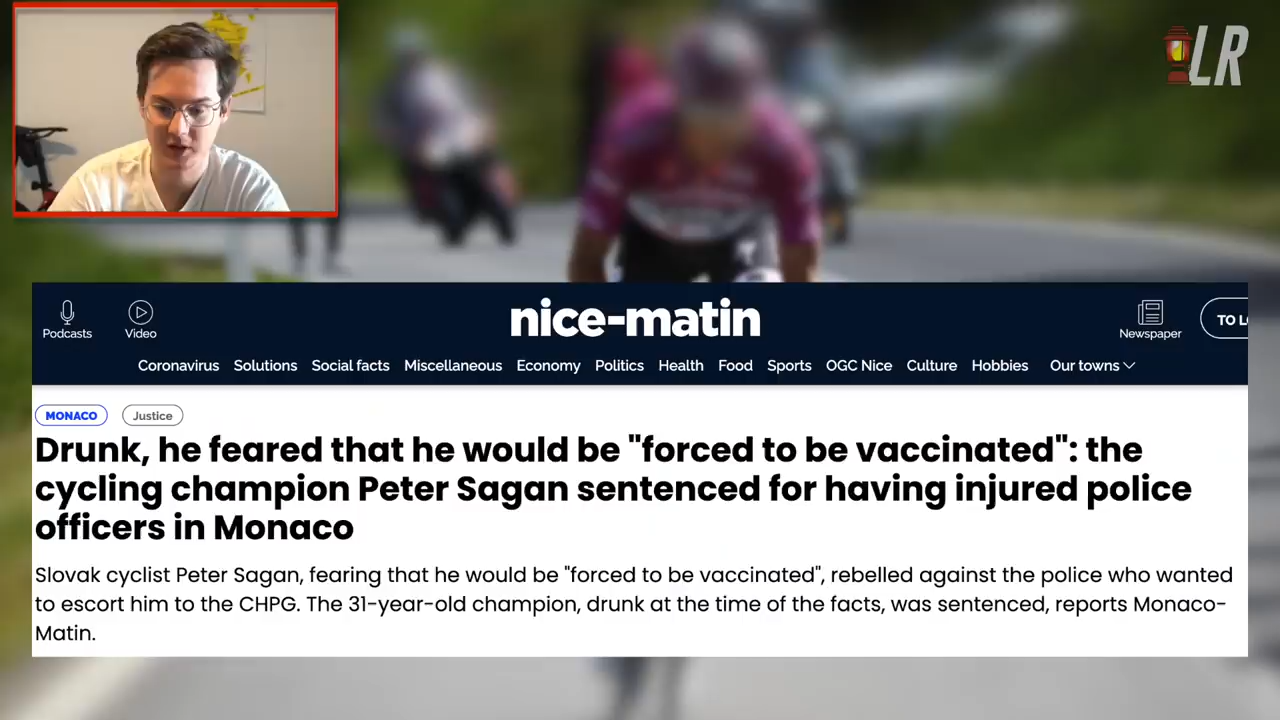 LR
nice-matin
Podcasts
Video
Newspaper
TO L
Coronavirus Solutions Social facts Miscellaneous Economy Politics Health Food Sports OGC Nice Culture Hobbies Our towns
MONACO Justice
Drunk, he feared that he would be "forced to be vaccinated": the
cycling champion Peter Sagan sentenced for having injured police
officers in Monaco
Slovak cyclist Peter Sagan, fearing that he would be "forced to be vaccinated", rebelled against the police who wanted
to escort him to the CHPG. The 31-year-old champion, drunk at the time of the facts, was sentenced, reports Monaco-
Matin.